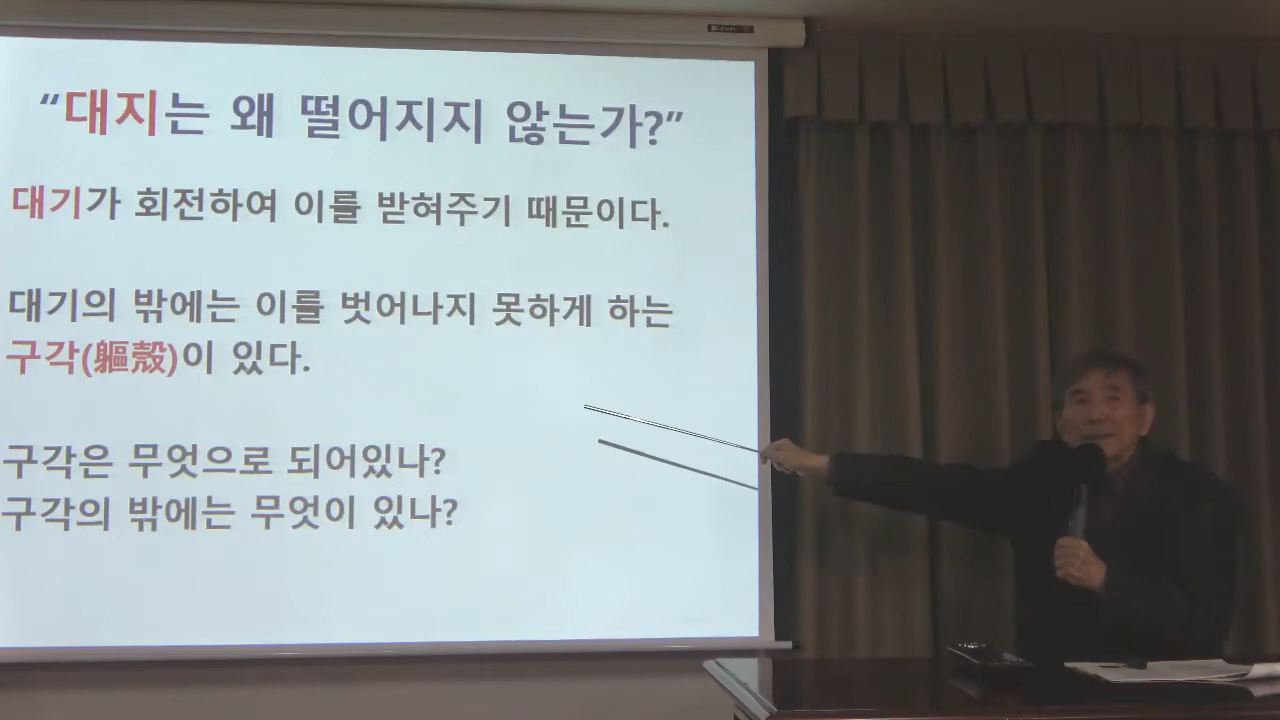 “대지는 왜 떨어지지 않는가?”
대기가 회전하여 이를 받혀주기 때문이다.
대기의 밖에는 이를 벗어나지 못하게 하는
구각(軀殼)이 있다.
구각은 무엇으로 되어있나?
구각의 밖에는 무엇이 있나?